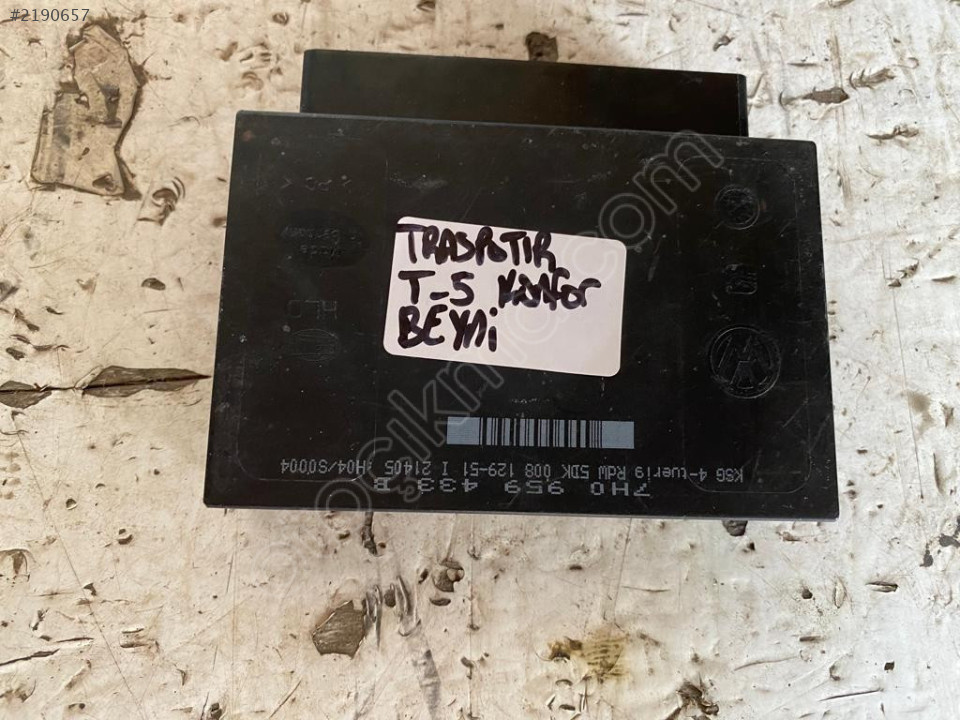 #2190657
TRASPOTIR
T-5 KONFOR
BEYNİ
KSG 4-tuerig RdW 5DK 008 129-51 I 21405 H04/S0004
7H0 959 433 B